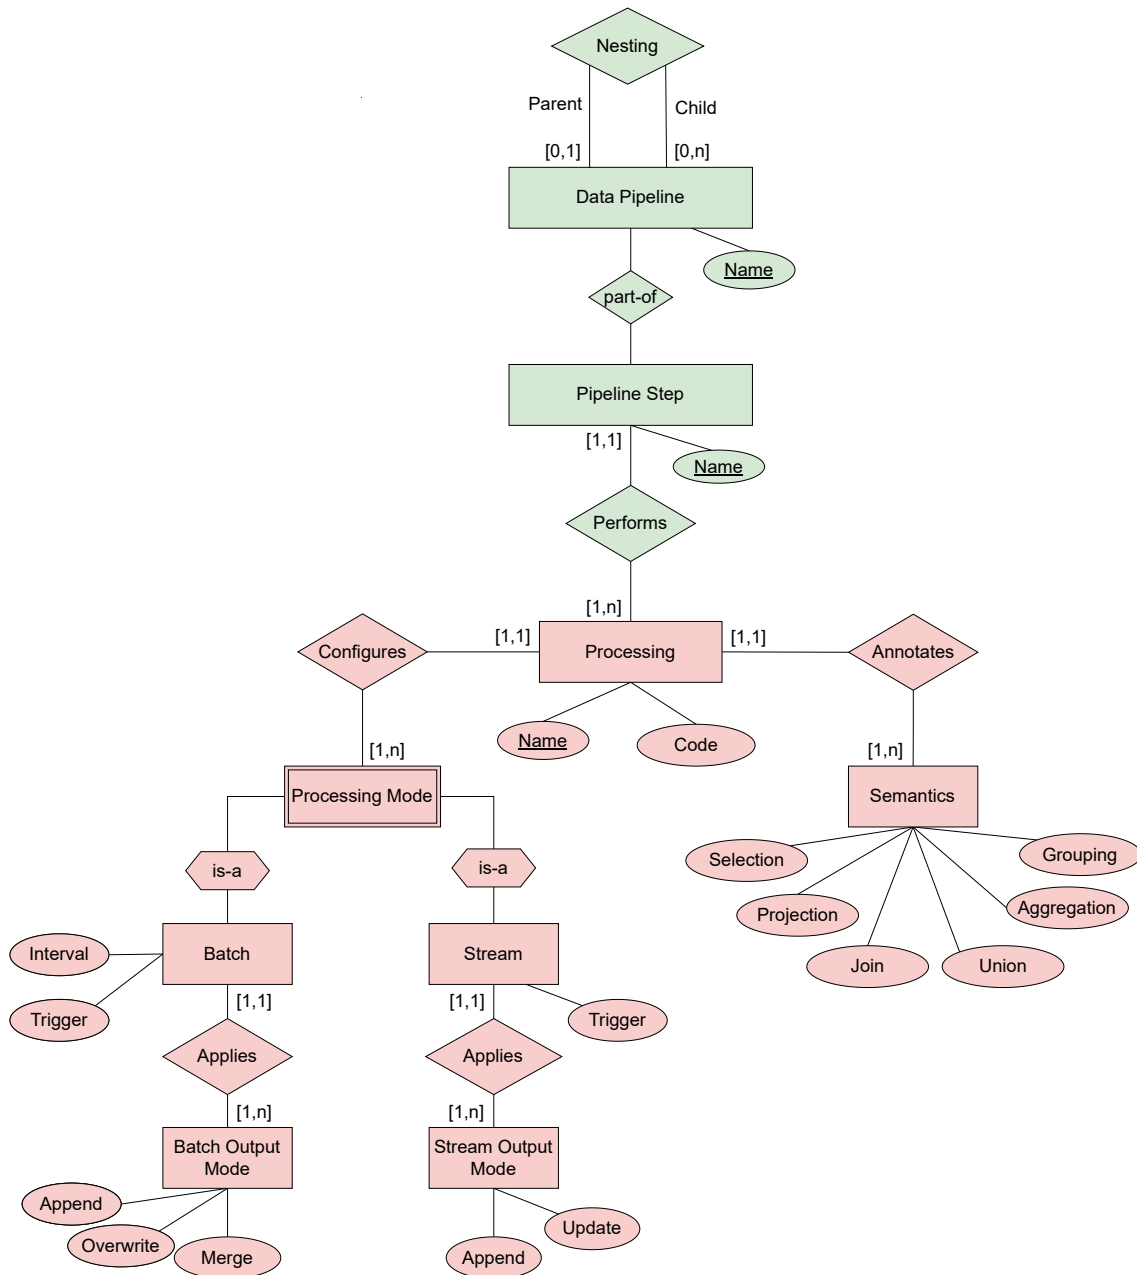 Nesting
Parent
Child
[0,1]
[0,n]
Data Pipeline
Name
part-of
Pipeline Step
[1,1]
Name
Performs
[1,n]
Configures
[1,1]
Processing
[1,1]
Annotates
Name
Code
[1,n]
[1,n]
Processing Mode
Semantics
is-a
is-a
Selection
Grouping
Projection
Aggregation
Interval
Batch
Stream
Join
Union
[1,1]
[1,1]
Trigger
Trigger
Applies
Applies
[1,n]
[1,n]
Batch Output
Mode
Stream Output
Mode
Append
Overwrite
Merge
Update
Append